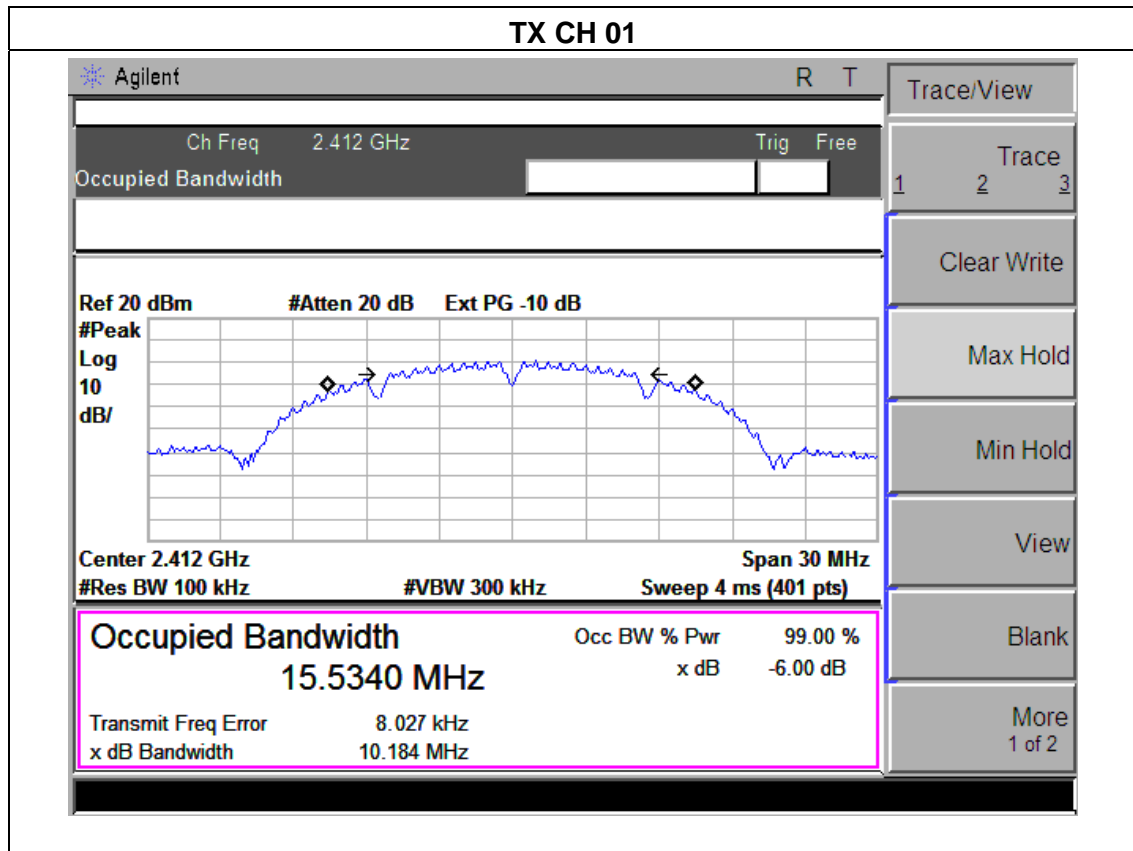 TX CH 01
Agilent R T
Ch Freq 2.412 GHz Trig Free
Occupied Bandwidth
Ref 20 dBm #Atten 20 dB Ext PG -10 dB
#Peak
Log
10
dB/
Center 2.412 GHz Span 30 MHz
#Res BW 100 kHz #VBW 300 kHz Sweep 4 ms (401 pts)
Occupied Bandwidth Occ BW % Pwr 99.00 %
15.5340 MHz x dB -6.00 dB
Transmit Freq Error 8.027 kHz
x dB Bandwidth 10.184 MHz
Trace/View
Trace
1 2 3
Clear Write
Max Hold
Min Hold
View
Blank
More
1 of 2